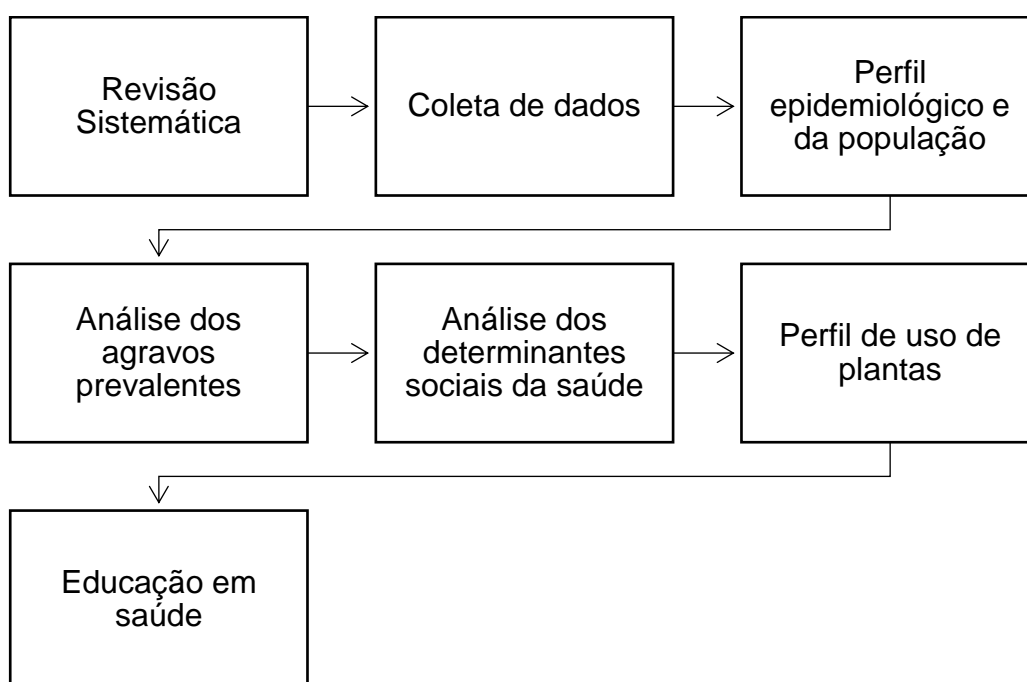 Revisão
Sistemática
Coleta de dados
Perfil
epidemiológico e
da população
Análise dos
agravos
prevalentes
Análise dos
determinantes
sociais da saúde
Perfil de uso de
plantas
Educação em
saúde